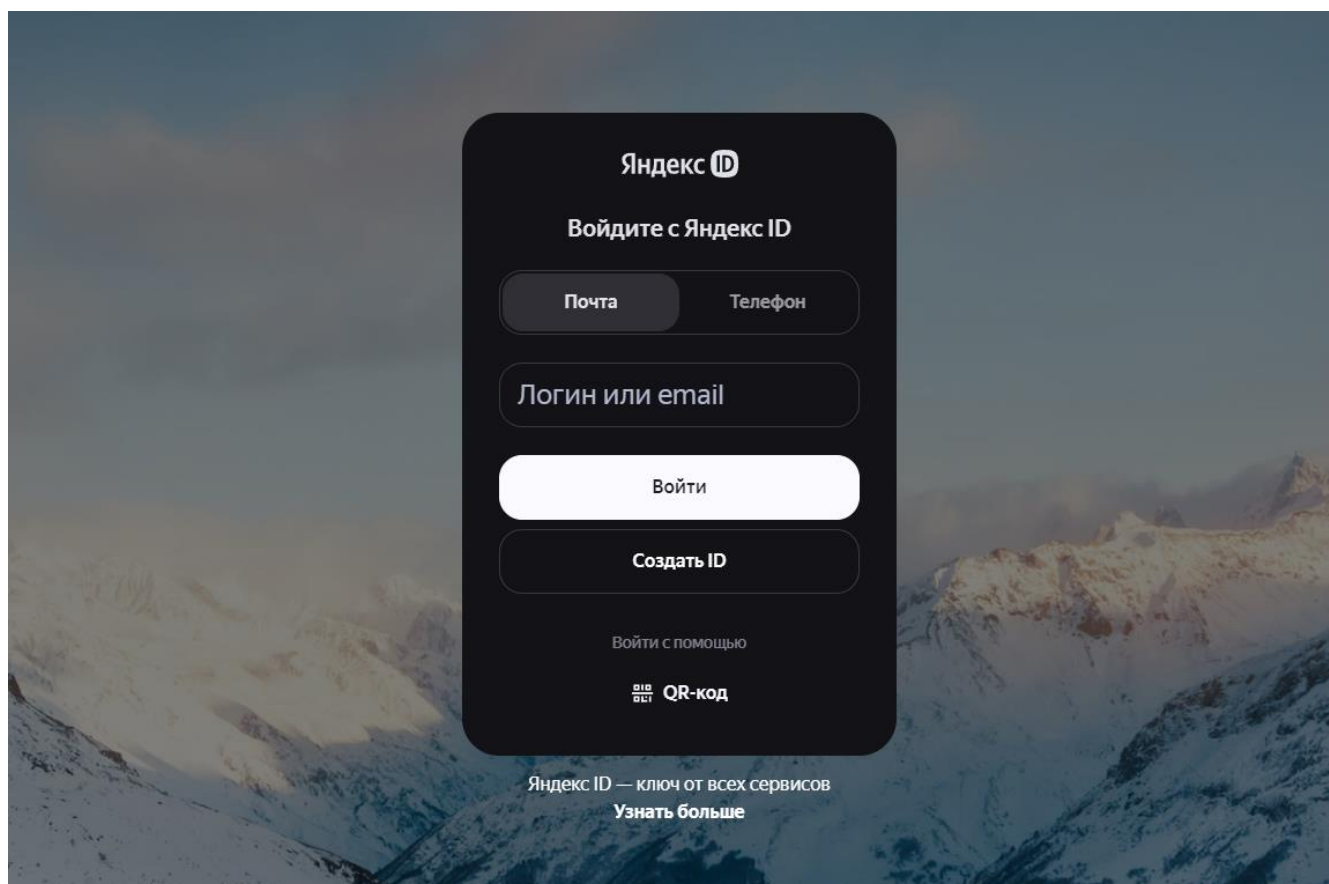 Яндекс ID
Войдите с Яндекс ID
Почта Телефон
Логин или email
Войти
Создать ID
Войти с помощью
QR-код
Яндекс ID — ключ от всех сервисов
Узнать больше